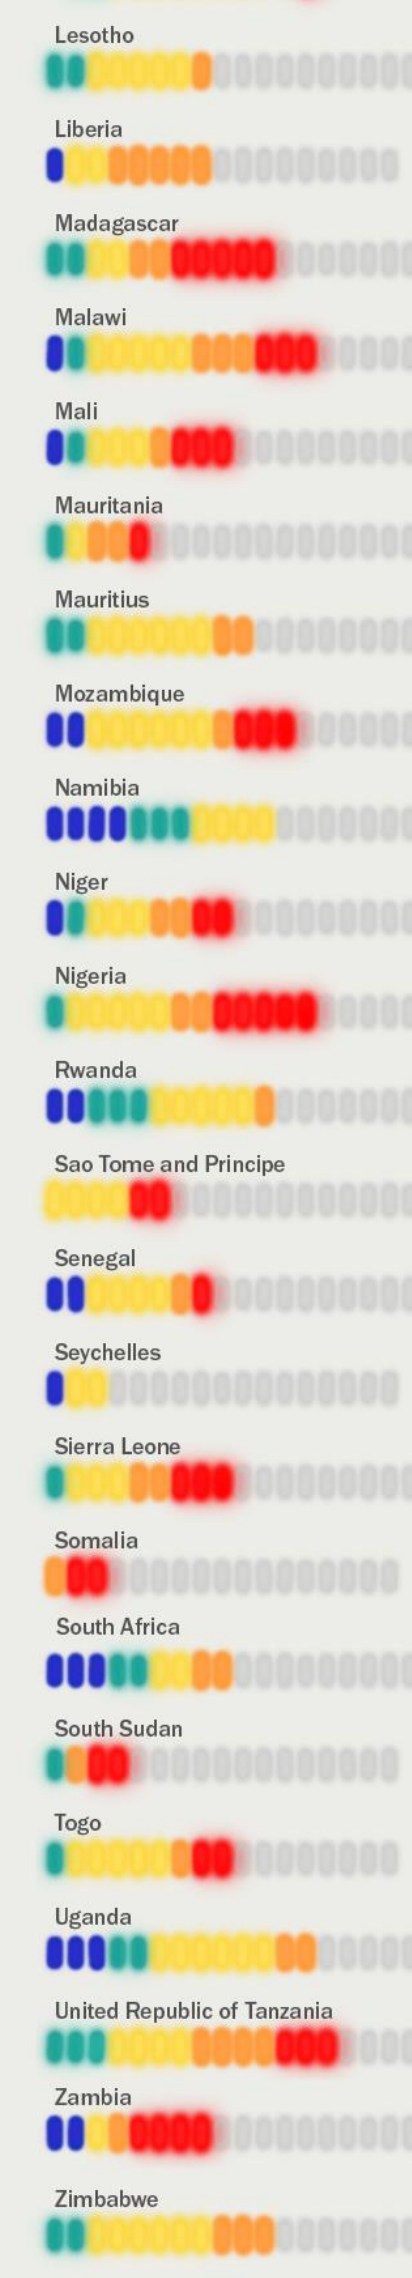 Lesotho
Liberia
Madagascar
Malawi
Mali
Mauritania
Mauritius
Mozambique
Namibia
Niger
Nigeria
Rwanda
Sao Tome and Principe
Senegal
Seychelles
Sierra Leone
Somalia
South Africa
South Sudan
Togo
Uganda
United Republic of Tanzania
Zambia
Zimbabwe